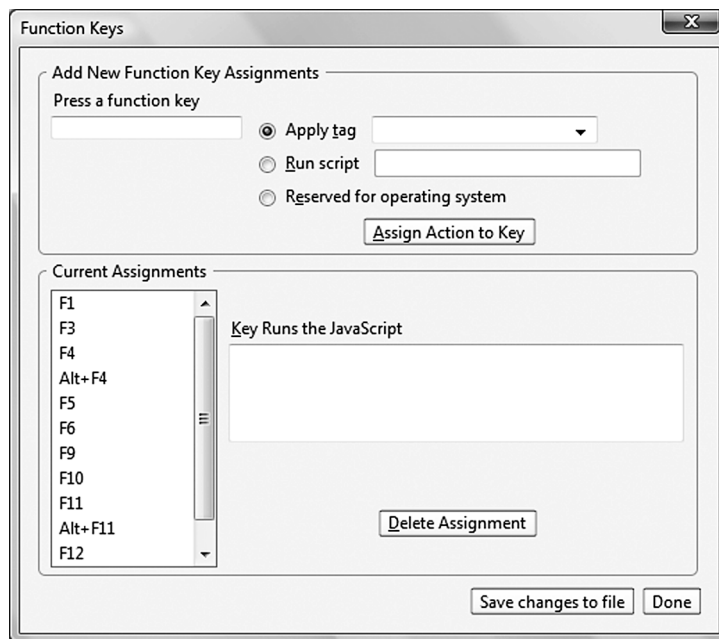 Function Keys
X
Add New Function Key Assignments
Press a function key
Apply tag
Run script
Reserved for operating system
Assign Action to Key
Current Assignments
F1
F3
F4
Alt+F4
F5
F6
F9
F10
F11
Alt+F11
F12
Key Runs the JavaScript
Delete Assignment
Save changes to file
Done